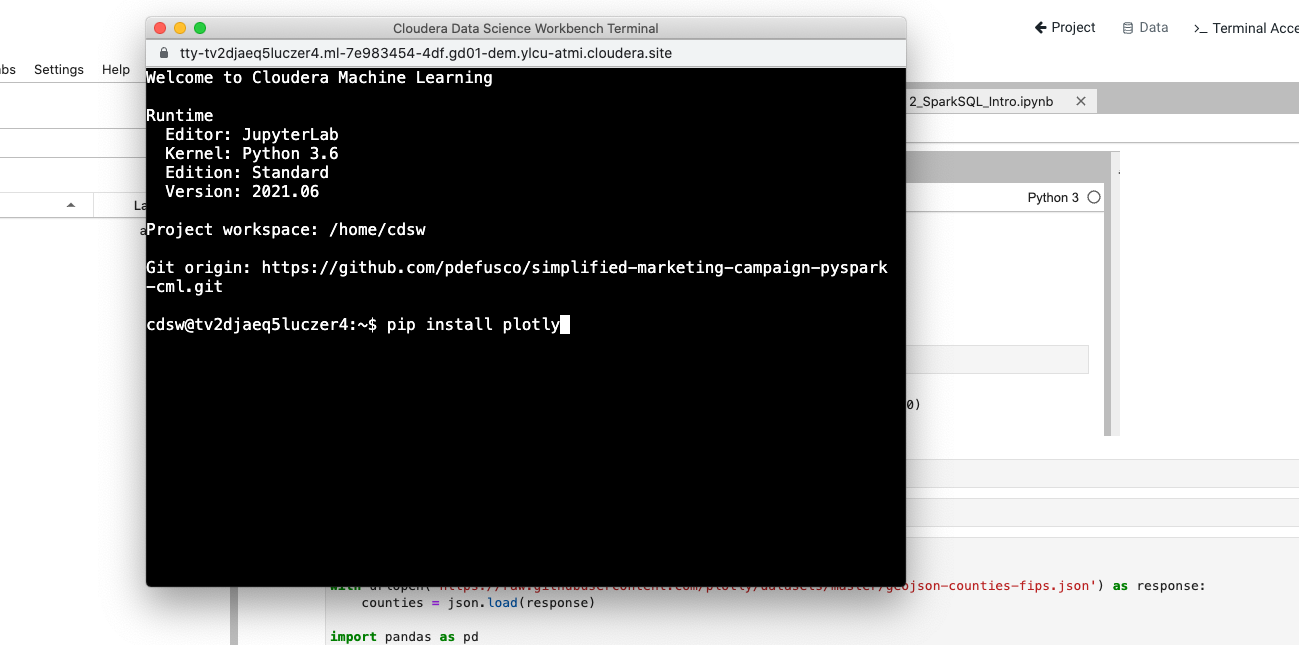 Cloudera Data Science Workbench Terminal
tty-tv2djaeq5luczer4.ml-7e983454-4df.gd01-dem.ylcu-atmi.cloudera.site
Project
Data
>_ Terminal Acce
bs
Settings
Help
Welcome to Cloudera Machine Learning
Runtime
Editor: JupyterLab
Kernel: Python 3.6
Edition: Standard
Version: 2021.06
Project workspace: /home/cdsw
Git origin: https://github.com/pdefusco/simplified-marketing-campaign-pyspark
-cml.git
cdsw@tv2djaeq5luczer4:~$ pip install plotly
2_SparkSQL_Intro.ipynb
Python 3
La
a
0)
with urlopen('https://raw.githubusercontent.com/plotly/datasets/master/geojson-counties-fips.json') as response:
counties = json.load(response)
import pandas as pd